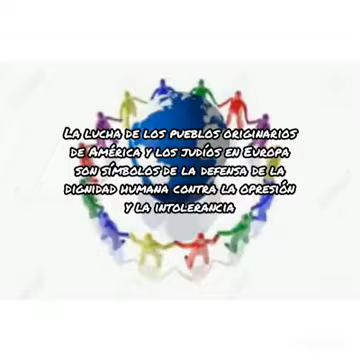 La lucha de los pueblos originarios
de América y los judíos en Europa
son símbolos de la defensa de la
dignidad humana contra la opresión
y la intolerancia